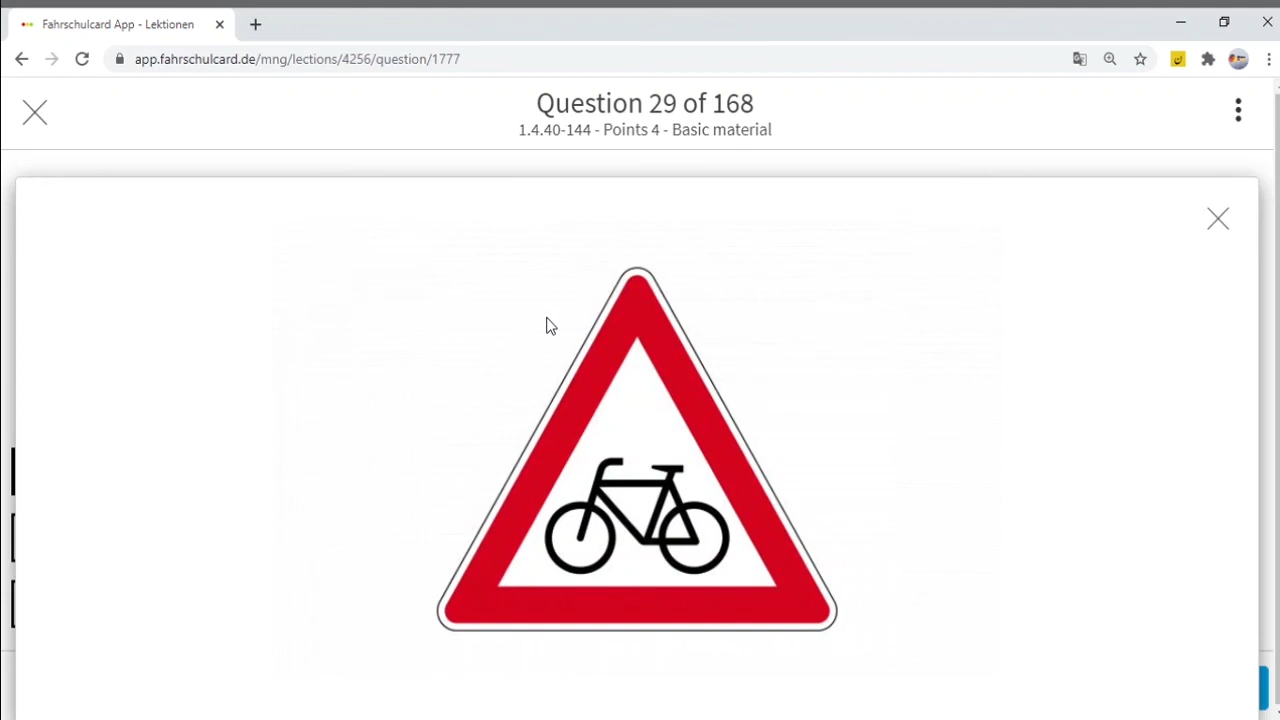 Fahrschulcard App - Lektionen
app.fahrschulcard.de/mng/lections/4256/question/1777
Question 29 of 168
1.4.40-144 - Points 4 - Basic material